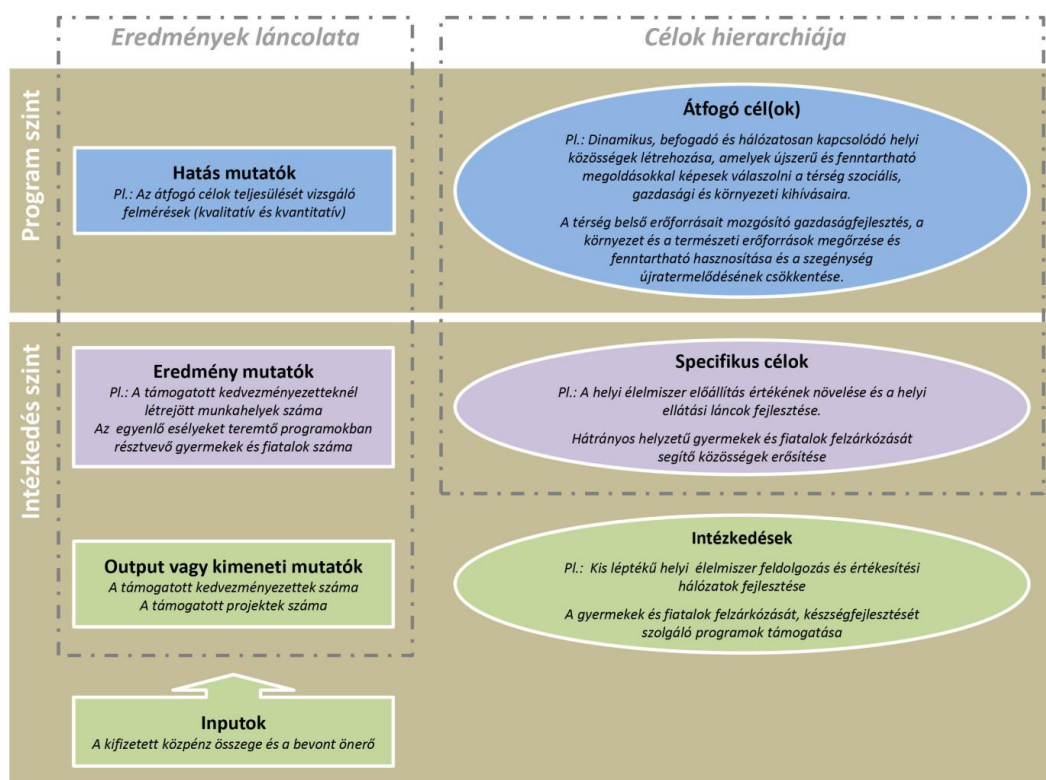 Eredmények láncolata
Célok hierarchiája
Program szint
Hatás mutatók
Pl.: Az átfogó célok teljesülését vizsgáló
felmérések (kvalitatív és kvantitatív)
Átfogó cél(ok)
Pl.: Dinamikus, befogadó és hálózatosan kapcsolódó helyi
közösségek létrehozása, amelyek újszerű és fenntartható
megoldásokkal képesek válaszolni a térség szociális,
gazdasági és környezeti kihívásaira.
A térség belső erőforrásait mozgósító gazdaságfejlesztés, a
környezet és a természeti erőforrások megőrzése és
fenntartható hasznosítása és a szegénység
újratermelődésének csökkentése.
Intézkedés szint
Eredmény mutatók
Pl.: A támogatott kedvezményezetteknél
létrejött munkahelyek száma
Az egyenlő esélyeket teremtő programokban
résztvevő gyermekek és fiatalok száma
Specifikus célok
Pl.: A helyi élelmiszer előállítás értékének növelése és a helyi
ellátási láncok fejlesztése.
Hátrányos helyzetű gyermekek és fiatalok felzárkózását
segítő közösségek erősítése
Output vagy kimeneti mutatók
A támogatott kedvezményezettek száma
A támogatott projektek száma
Intézkedések
Pl.: Kis léptékű helyi élelmiszer feldolgozás és értékesítési
hálózatok fejlesztése
A gyermekek és fiatalok felzárkózását, készségfejlesztését
szolgáló programok támogatása
Inputok
A kifizetett közpénz összege és a bevont önerő